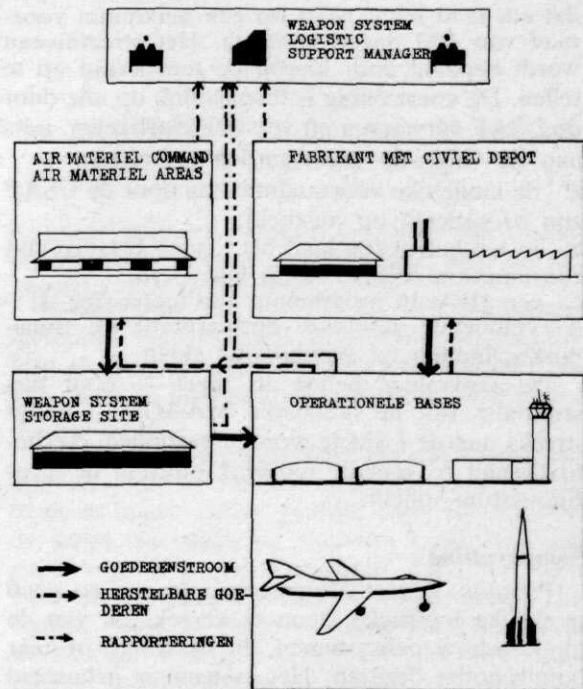 WEAPON SYSTEM
LOGISTIC
SUPPORT MANAGER
AIR MATERIEL COMMAND
AIR MATERIEL AREAS
FABRIKANT MET CIVIEL DEPOT
WEAPON SYSTEM
STORAGE SITE
OPERATIONELE BASES
GOEDERENSTROOM
HERSTELBARE GOE
DEREN
RAPPORTERINGEN